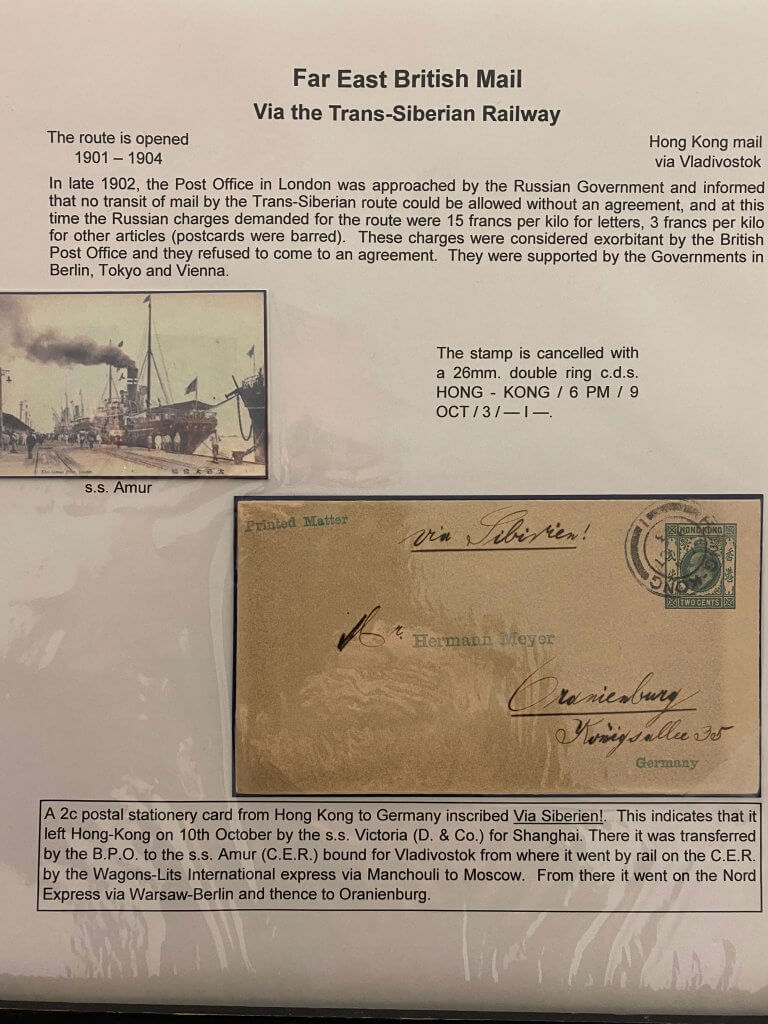 Far East British Mail
Via the Trans-Siberian Railway
The route is opened
1901 – 1904
Hong Kong mail
via Vladivostok
In late 1902, the Post Office in London was approached by the Russian Government and informed
that no transit of mail by the Trans-Siberian route could be allowed without an agreement, and at this
time the Russian charges demanded for the route were 15 francs per kilo for letters, 3 francs per kilo
for other articles (postcards were barred). These charges were considered exorbitant by the British
Post Office and they refused to come to an agreement. They were supported by the Governments in
Berlin, Tokyo and Vienna.
s.s. Amur
The stamp is cancelled with
a 26mm. double ring c.d.s.
HONG - KONG / 6 PM / 9
OCT / 3 / — I —.
Printed Matter
via Sibirien!
HONG KONG
TWO CENTS
Mr. Hermann Meyer
Oranienburg
Königsallee 35
Germany
A 2c postal stationery card from Hong Kong to Germany inscribed Via Siberien!. This indicates that it
left Hong-Kong on 10th October by the s.s. Victoria (D. & Co.) for Shanghai. There it was transferred
by the B.P.O. to the s.s. Amur (C.E.R.) bound for Vladivostok from where it went by rail on the C.E.R.
by the Wagons-Lits International express via Manchouli to Moscow. From there it went on the Nord
Express via Warsaw-Berlin and thence to Oranienburg.